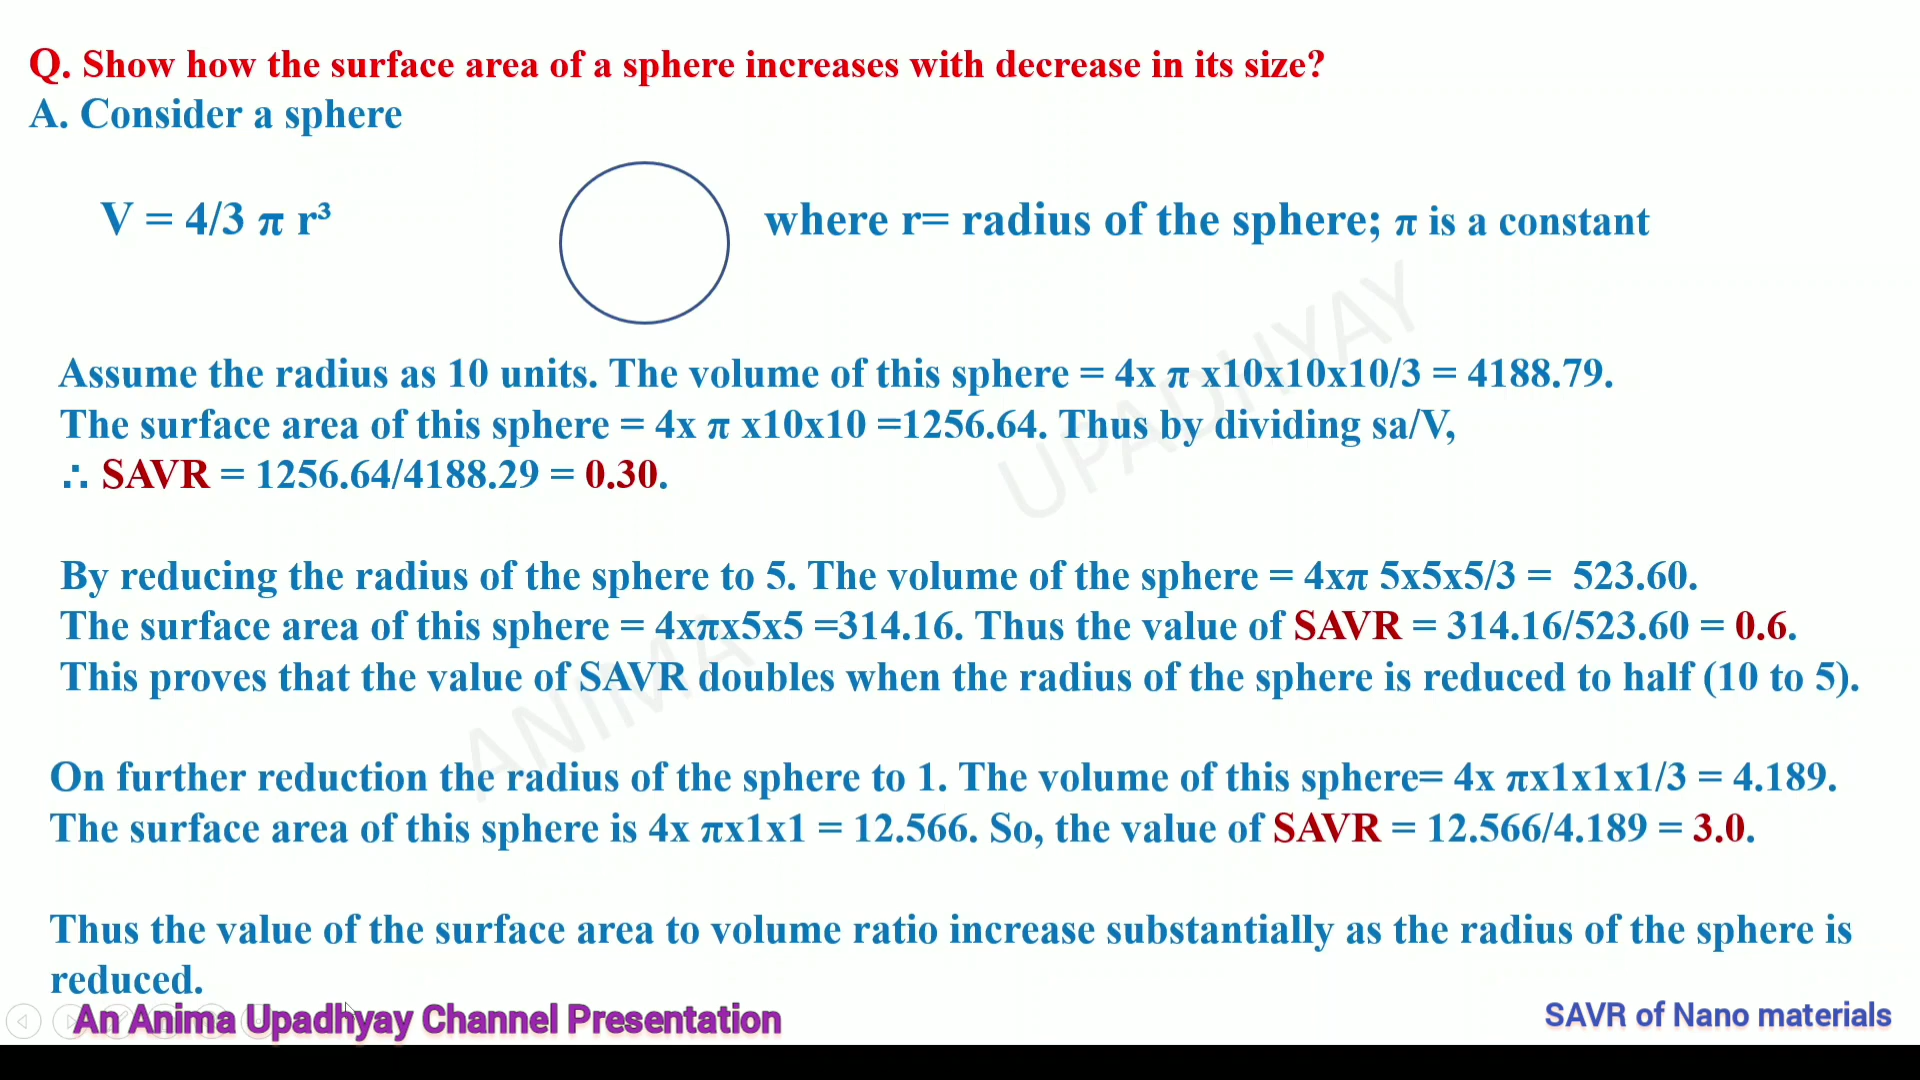 Q. Show how the surface area of a sphere increases with decrease in its size?
A. Consider a sphere
V = 4/3 π r³
where r= radius of the sphere; π is a constant
Assume the radius as 10 units. The volume of this sphere = 4x π x10x10x10/3 = 4188.79.
The surface area of this sphere = 4x π x10x10 =1256.64. Thus by dividing sa/V,
∴ SAVR = 1256.64/4188.29 = 0.30.
By reducing the radius of the sphere to 5. The volume of the sphere = 4xπ 5x5x5/3 = 523.60.
The surface area of this sphere = 4xπx5x5 =314.16. Thus the value of SAVR = 314.16/523.60 = 0.6.
This proves that the value of SAVR doubles when the radius of the sphere is reduced to half (10 to 5).
On further reduction the radius of the sphere to 1. The volume of this sphere= 4x πx1x1x1/3 = 4.189.
The surface area of this sphere is 4x πx1x1 = 12.566. So, the value of SAVR = 12.566/4.189 = 3.0.
Thus the value of the surface area to volume ratio increase substantially as the radius of the sphere is
reduced.
An Anima Upadhyay Channel Presentation
SAVR of Nano materials
ANIMA UPADHYAY